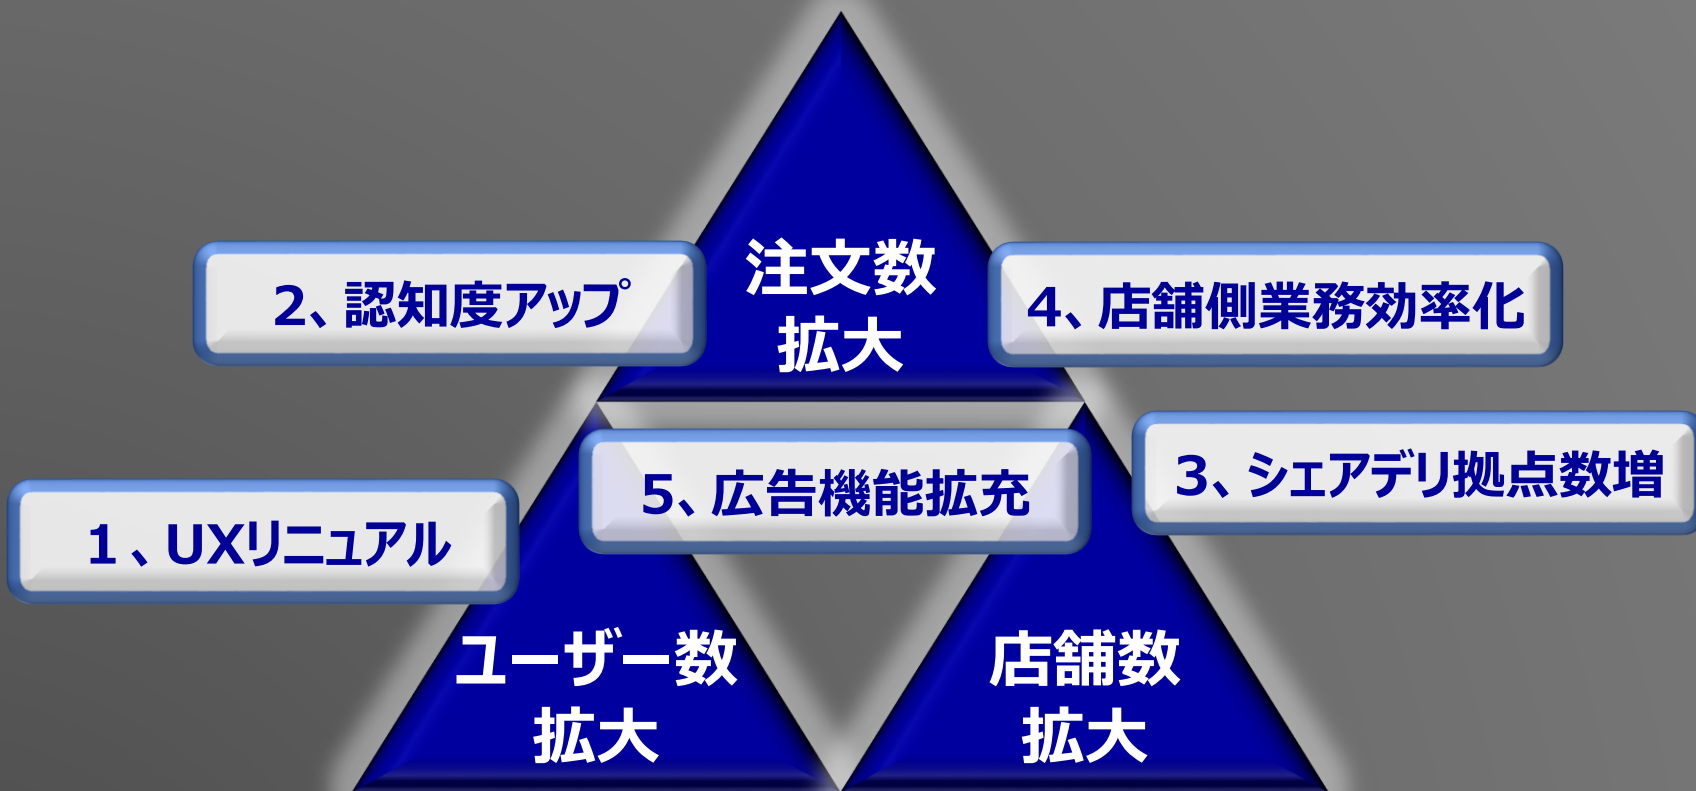 注文数
拡大
2、認知度アップ
4、店舗側業務効率化
5、広告機能拡充
3、シェアデリ拠点数増
1、UXリニュアル
ユーザー数
拡大
店舗数
拡大